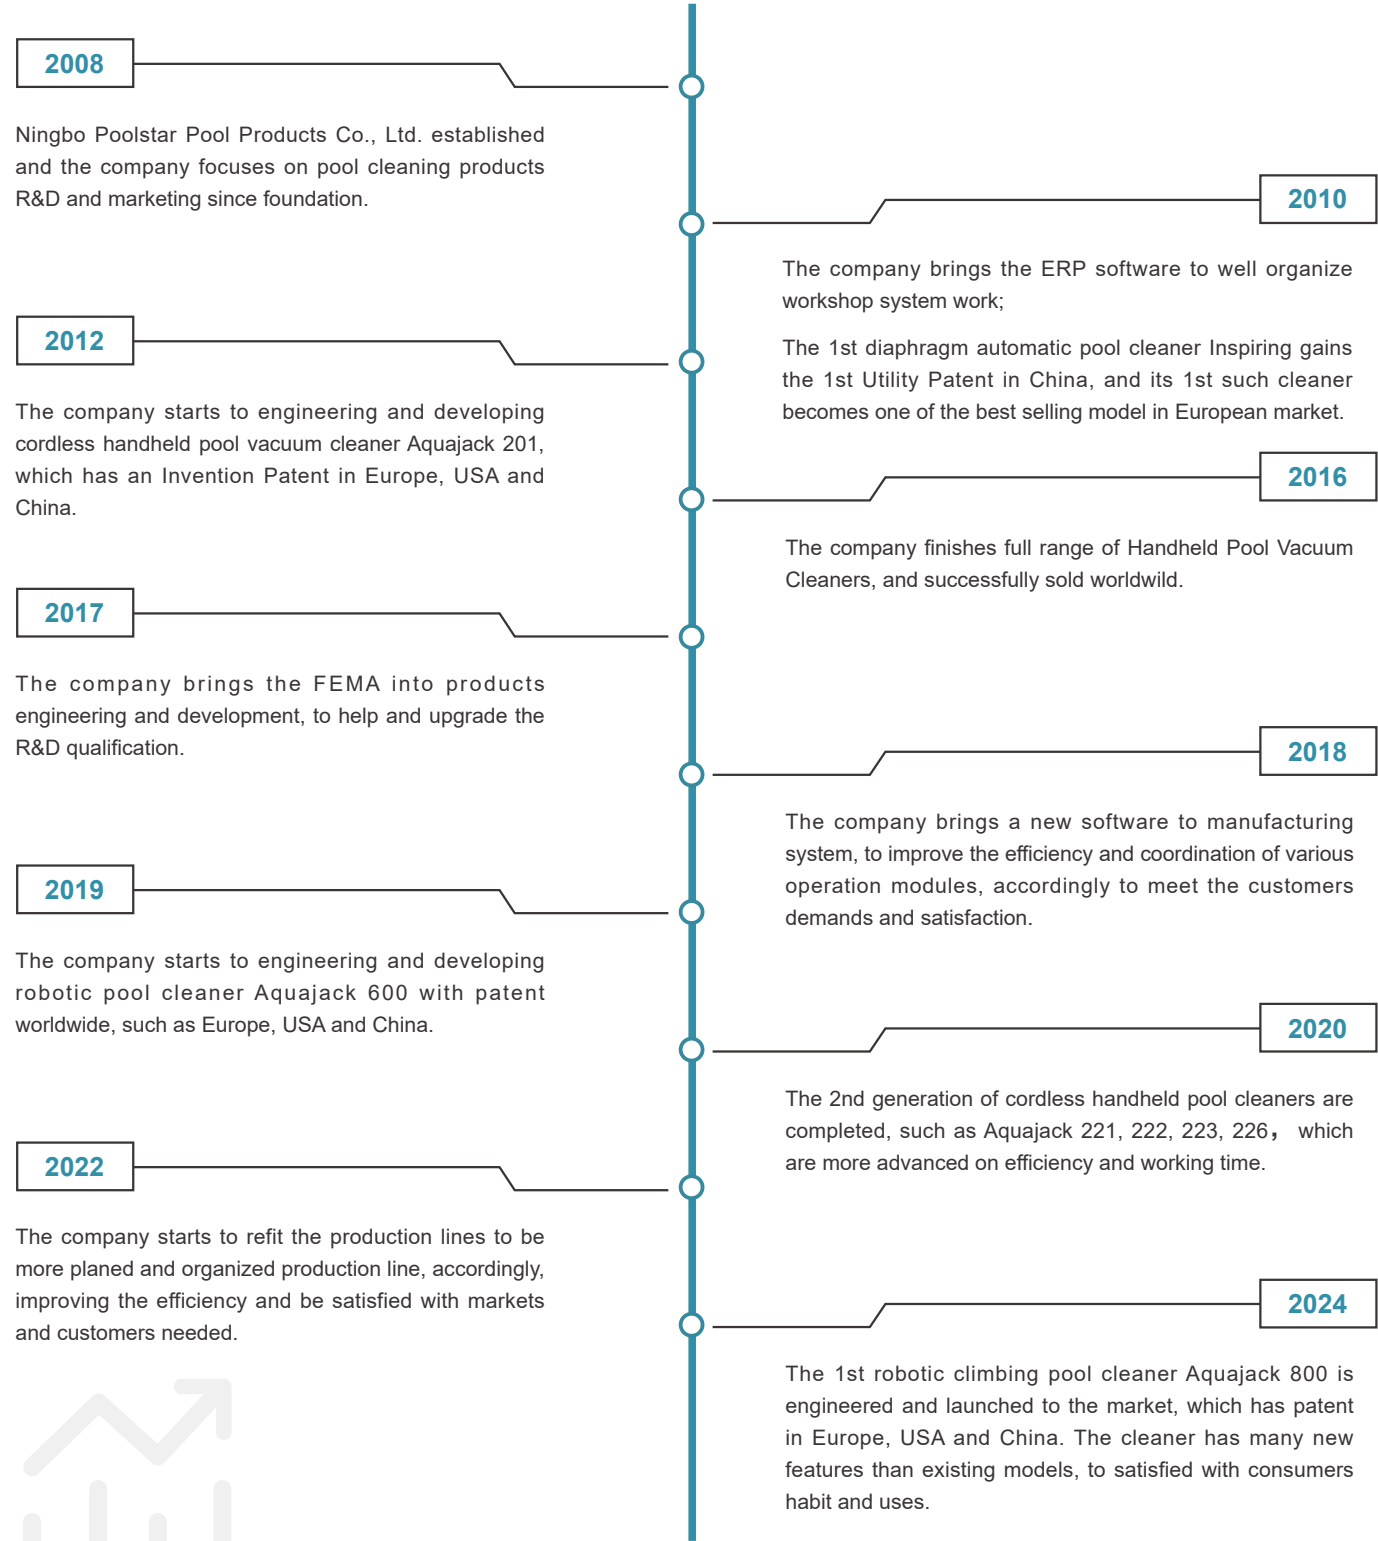 2008
Ningbo Poolstar Pool Products Co., Ltd. established
and the company focuses on pool cleaning products
R&D and marketing since foundation.
2010
The company brings the ERP software to well organize
workshop system work;
The 1st diaphragm automatic pool cleaner Inspiring gains
the 1st Utility Patent in China, and its 1st such cleaner
becomes one of the best selling model in European market.
2012
The company starts to engineering and developing
cordless handheld pool vacuum cleaner Aquajack 201,
which has an Invention Patent in Europe, USA and
China.
2016
The company finishes full range of Handheld Pool Vacuum
Cleaners, and successfully sold worldwild.
2017
The company brings the FEMA into products
engineering and development, to help and upgrade the
R&D qualification.
2018
The company brings a new software to manufacturing
system, to improve the efficiency and coordination of various
operation modules, accordingly to meet the customers
demands and satisfaction.
2019
The company starts to engineering and developing
robotic pool cleaner Aquajack 600 with patent
worldwide, such as Europe, USA and China.
2020
The 2nd generation of cordless handheld pool cleaners are
completed, such as Aquajack 221, 222, 223, 226， which
are more advanced on efficiency and working time.
2022
The company starts to refit the production lines to be
more planed and organized production line, accordingly,
improving the efficiency and be satisfied with markets
and customers needed.
2024
The 1st robotic climbing pool cleaner Aquajack 800 is
engineered and launched to the market, which has patent
in Europe, USA and China. The cleaner has many new
features than existing models, to satisfied with consumers
habit and uses.